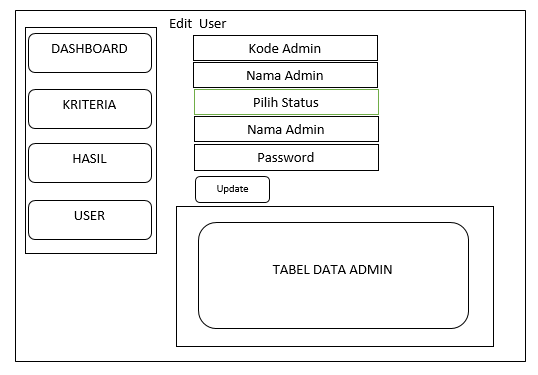 Edit User
DASHBOARD
KRITERIA
HASIL
USER
Kode Admin
Nama Admin
Pilih Status
Nama Admin
Password
Update
TABEL DATA ADMIN